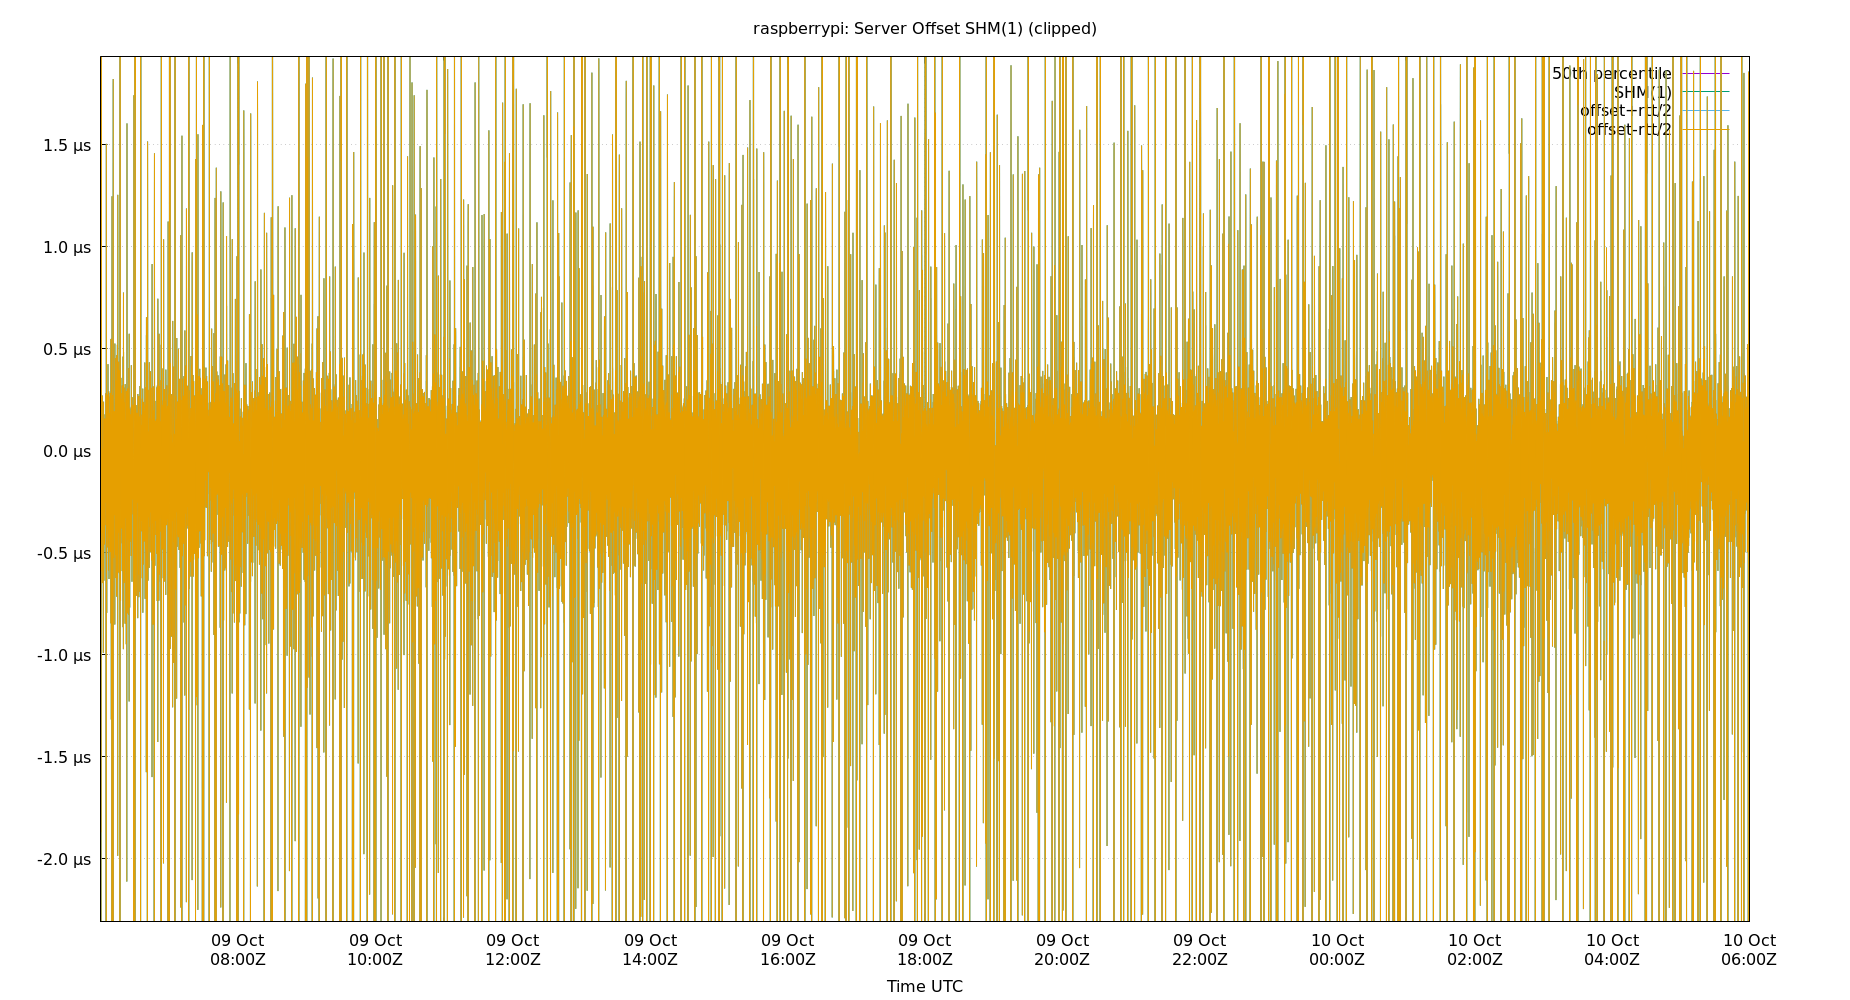 raspberrypi: Server Offset SHM(1) (clipped)
50th percentile
SHM(1)
offset+rtt/2
offset-rtt/2
1.5 µs
1.0 µs
0.5 µs
0.0 µs
-0.5 µs
-1.0 µs
-1.5 µs
-2.0 µs
09 Oct 09 Oct 09 Oct 09 Oct 09 Oct 09 Oct 09 Oct 09 Oct 10 Oct 10 Oct 10 Oct 10 Oct
08:00Z 10:00Z 12:00Z 14:00Z 16:00Z 18:00Z 20:00Z 22:00Z 00:00Z 02:00Z 04:00Z 06:00Z
Time UTC